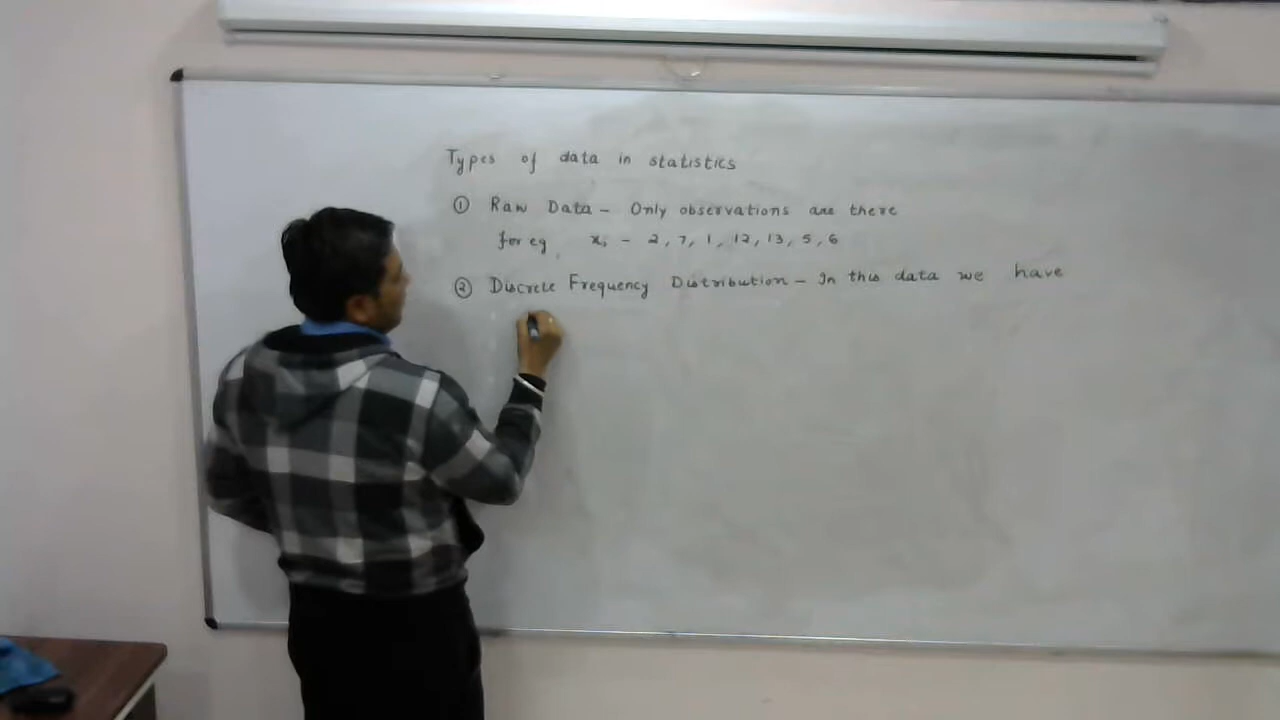 Types of data in statistics
① Raw Data - Only observations are there
for eg xi - 2, 7, 1, 12, 13, 5, 6
② Discrete Frequency Distribution - In this data we have